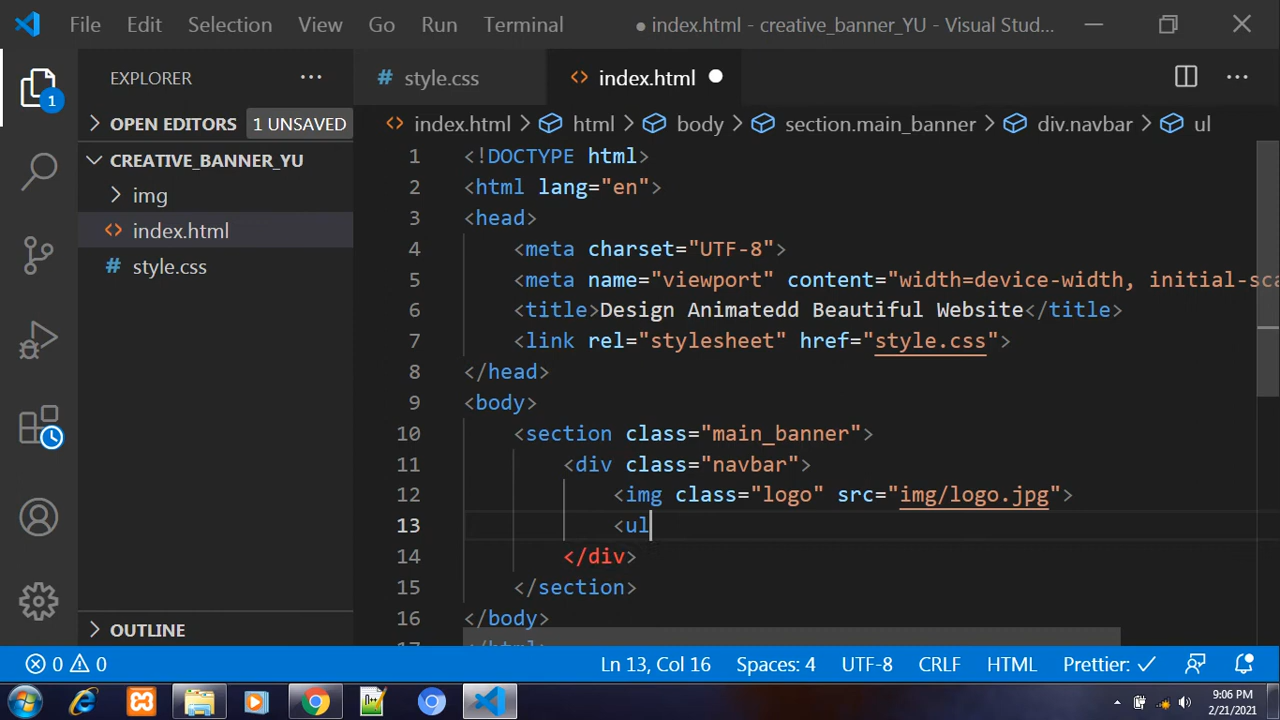 File Edit Selection View Go Run Terminal ● index.html - creative_banner_YU - Visual Stud...
EXPLORER ...
1
OPEN EDITORS 1 UNSAVED
CREATIVE_BANNER_YU
img
index.html
style.css
OUTLINE
style.css index.html
index.html > html > body > section.main_banner > div.navbar > ul
1 <!DOCTYPE html>
2 <html lang="en">
3 <head>
4 <meta charset="UTF-8">
5 <meta name="viewport" content="width=device-width, initial-sca
6 <title>Design Animatedd Beautiful Website</title>
7 <link rel="stylesheet" href="style.css">
8 </head>
9 <body>
10 <section class="main_banner">
11 <div class="navbar">
12 <img class="logo" src="img/logo.jpg">
13 <ul
14 </div>
15 </section>
16 </body>
17 </html>
0 0 Ln 13, Col 16 Spaces: 4 UTF-8 CRLF HTML Prettier: ✓
9:06 PM
2/21/2021